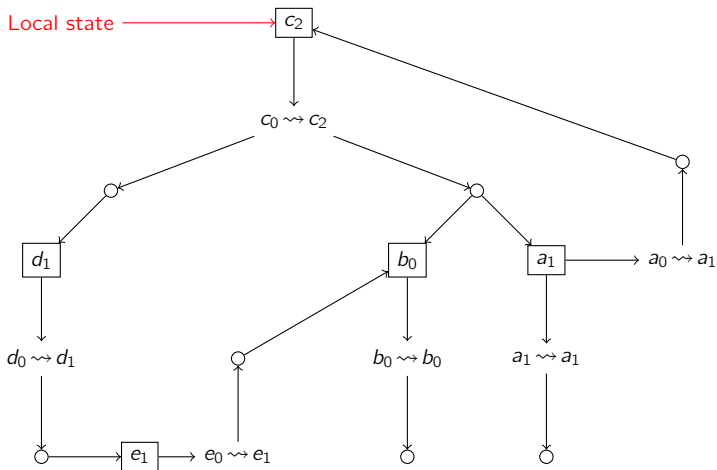 Local state
c₂
c₀ ⇝ c₂
d₁
b₀
a₁
a₀ ⇝ a₁
d₀ ⇝ d₁
b₀ ⇝ b₀
a₁ ⇝ a₁
e₁
e₀ ⇝ e₁